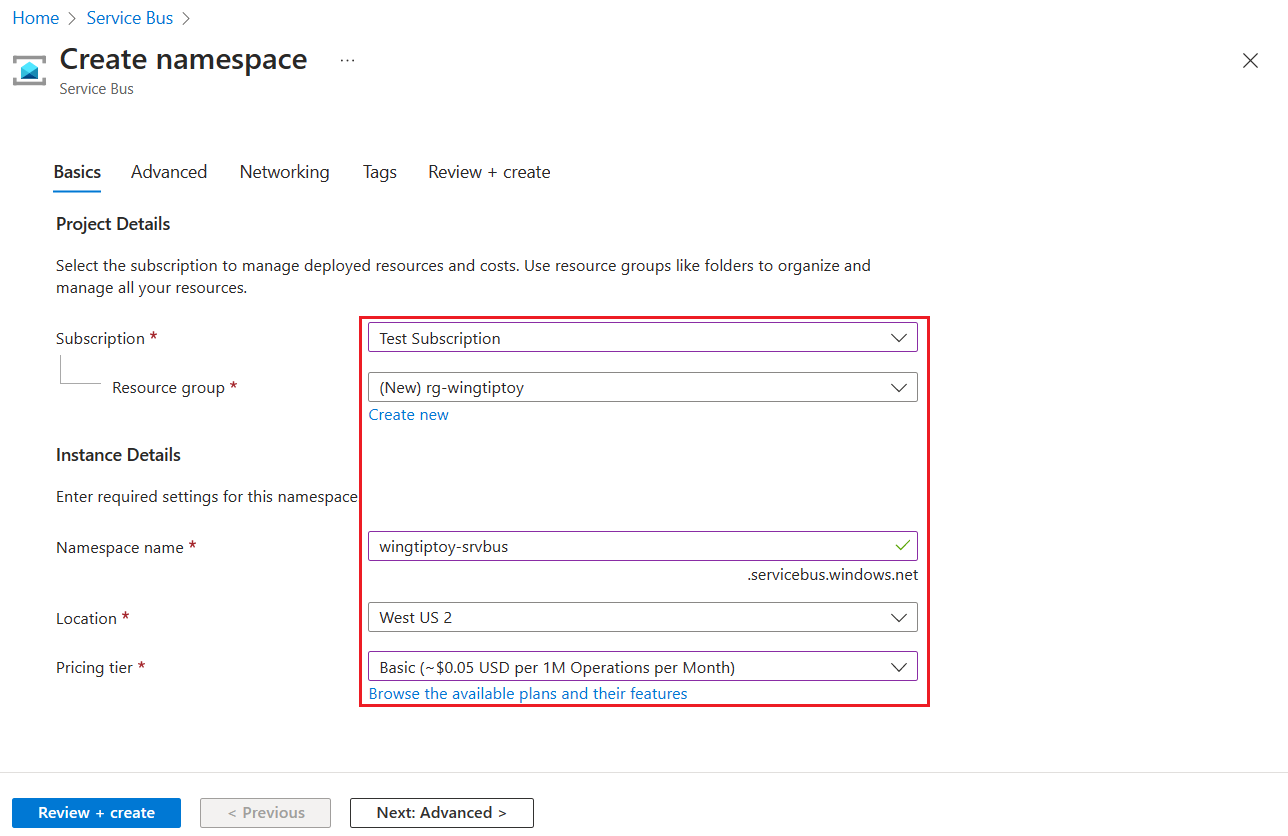 Home > Service Bus >
Create namespace ...
Service Bus
Basics Advanced Networking Tags Review + create
Project Details
Select the subscription to manage deployed resources and costs. Use resource groups like folders to organize and
manage all your resources.
Subscription * Test Subscription
Resource group * (New) rg-wingtiptoy
Create new
Instance Details
Enter required settings for this namespace
Namespace name * wingtiptoy-srvbus
.servicebus.windows.net
Location * West US 2
Pricing tier * Basic (~$0.05 USD per 1M Operations per Month)
Browse the available plans and their features
Review + create < Previous Next: Advanced >